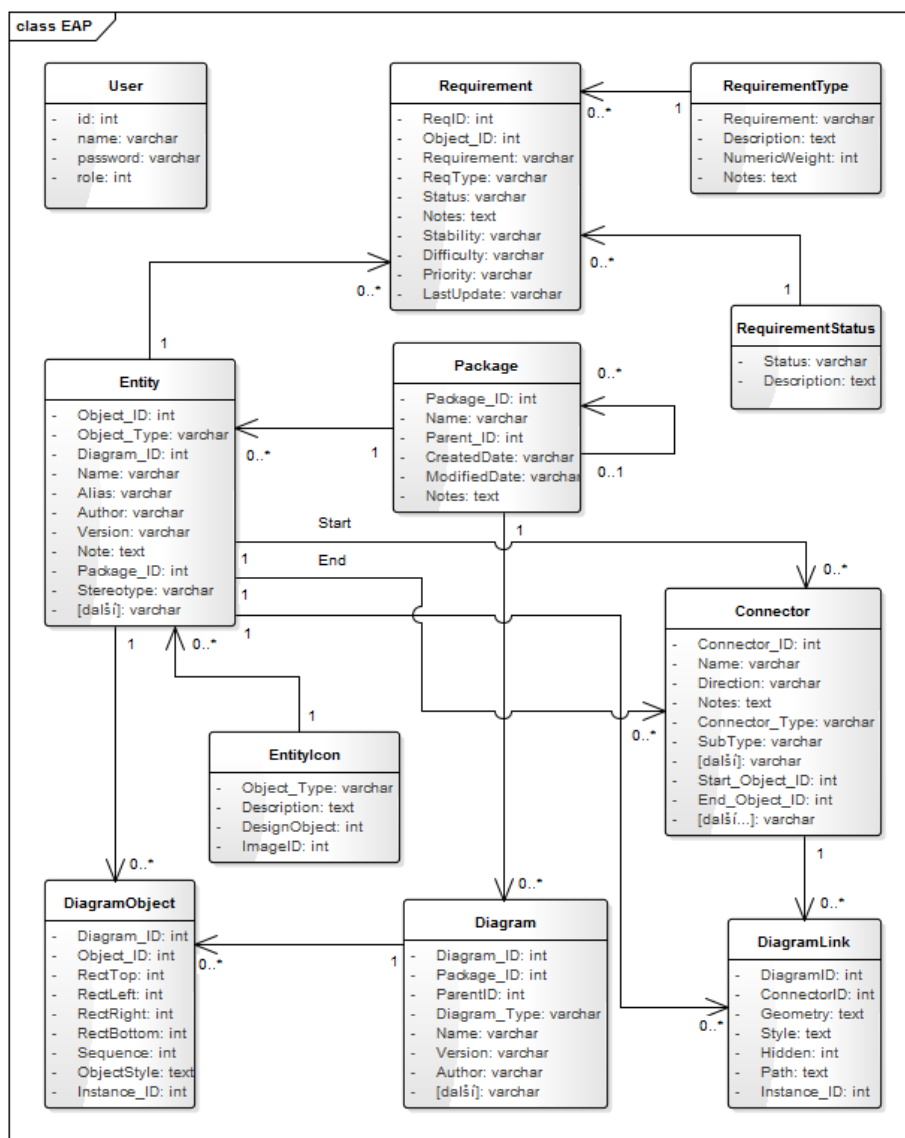 class EAP
User
- id: int
- name: varchar
- password: varchar
- role: int
Requirement
- ReqID: int
- Object_ID: int
- Requirement: varchar
- ReqType: varchar
- Status: varchar
- Notes: text
- Stability: varchar
- Difficulty: varchar
- Priority: varchar
- LastUpdate: varchar
RequirementType
- Requirement: varchar
- Description: text
- NumericWeight: int
- Notes: text
0..*
1
0..*
1
0..*
1
RequirementStatus
- Status: varchar
- Description: text
Entity
- Object_ID: int
- Object_Type: varchar
- Diagram_ID: int
- Name: varchar
- Alias: varchar
- Author: varchar
- Version: varchar
- Note: text
- Package_ID: int
- Stereotype: varchar
- [další]: varchar
Package
- Package_ID: int
- Name: varchar
- Parent_ID: int
- CreatedDate: varchar
- ModifiedDate: varchar
- Notes: text
0..*
0..1
0..*
1
1
Start
1
0..*
End
1
0..*
1
0..*
1
0..*
0..*
1
Connector
- Connector_ID: int
- Name: varchar
- Direction: varchar
- Notes: text
- Connector_Type: varchar
- SubType: varchar
- [další]: varchar
- Start_Object_ID: int
- End_Object_ID: int
- [další...]: varchar
EntityIcon
- Object_Type: varchar
- Description: text
- DesignObject: int
- ImageID: int
1
0..*
0..*
DiagramObject
- Diagram_ID: int
- Object_ID: int
- RectTop: int
- RectLeft: int
- RectRight: int
- RectBottom: int
- Sequence: int
- ObjectStyle: text
- Instance_ID: int
0..*
1
Diagram
- Diagram_ID: int
- Package_ID: int
- ParentID: int
- Diagram_Type: varchar
- Name: varchar
- Version: varchar
- Author: varchar
- [další]: varchar
DiagramLink
- DiagramID: int
- ConnectorID: int
- Geometry: text
- Style: text
- Hidden: int
- Path: text
- Instance_ID: int